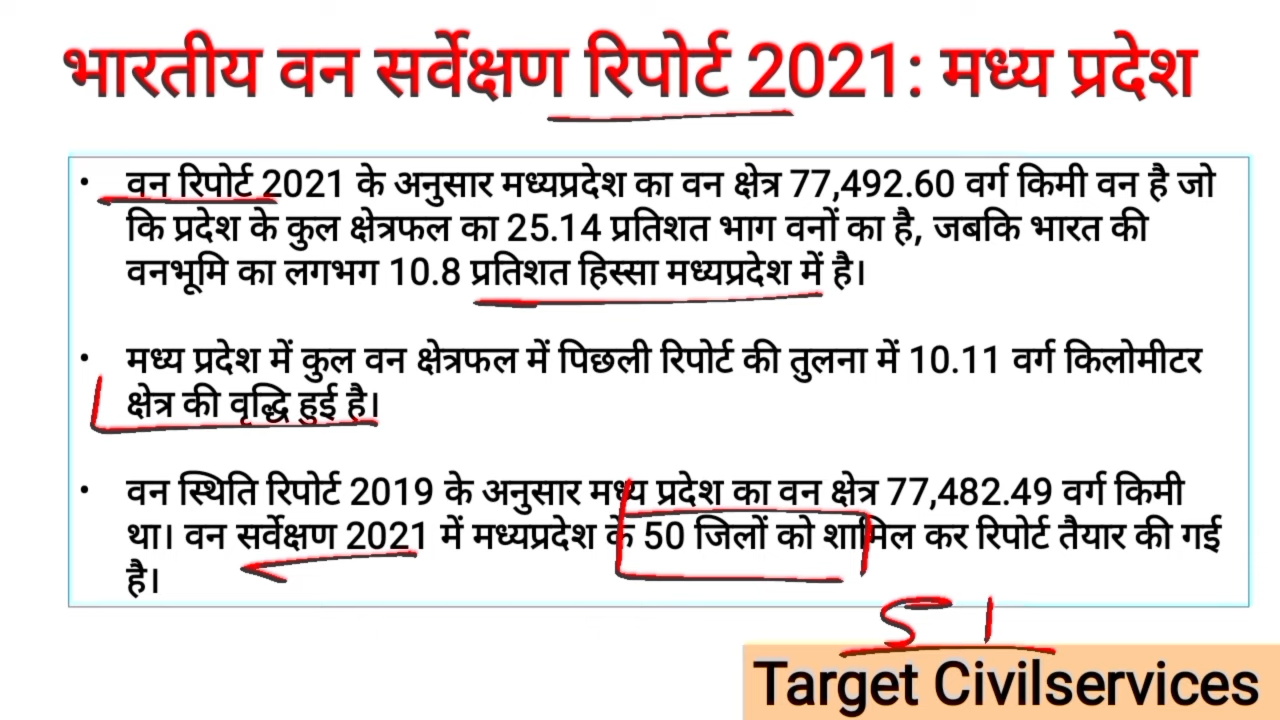 भारतीय वन सर्वेक्षण रिपोर्ट 2021: मध्य प्रदेश
• वन रिपोर्ट 2021 के अनुसार मध्यप्रदेश का वन क्षेत्र 77,492.60 वर्ग किमी वन है जो
कि प्रदेश के कुल क्षेत्रफल का 25.14 प्रतिशत भाग वनों का है, जबकि भारत की
वनभूमि का लगभग 10.8 प्रतिशत हिस्सा मध्यप्रदेश में है।
• मध्य प्रदेश में कुल वन क्षेत्रफल में पिछली रिपोर्ट की तुलना में 10.11 वर्ग किलोमीटर
क्षेत्र की वृद्धि हुई है।
• वन स्थिति रिपोर्ट 2019 के अनुसार मध्य प्रदेश का वन क्षेत्र 77,482.49 वर्ग किमी
था। वन सर्वेक्षण 2021 में मध्यप्रदेश के 50 जिलों को शामिल कर रिपोर्ट तैयार की गई
है।
51
Target Civilservices